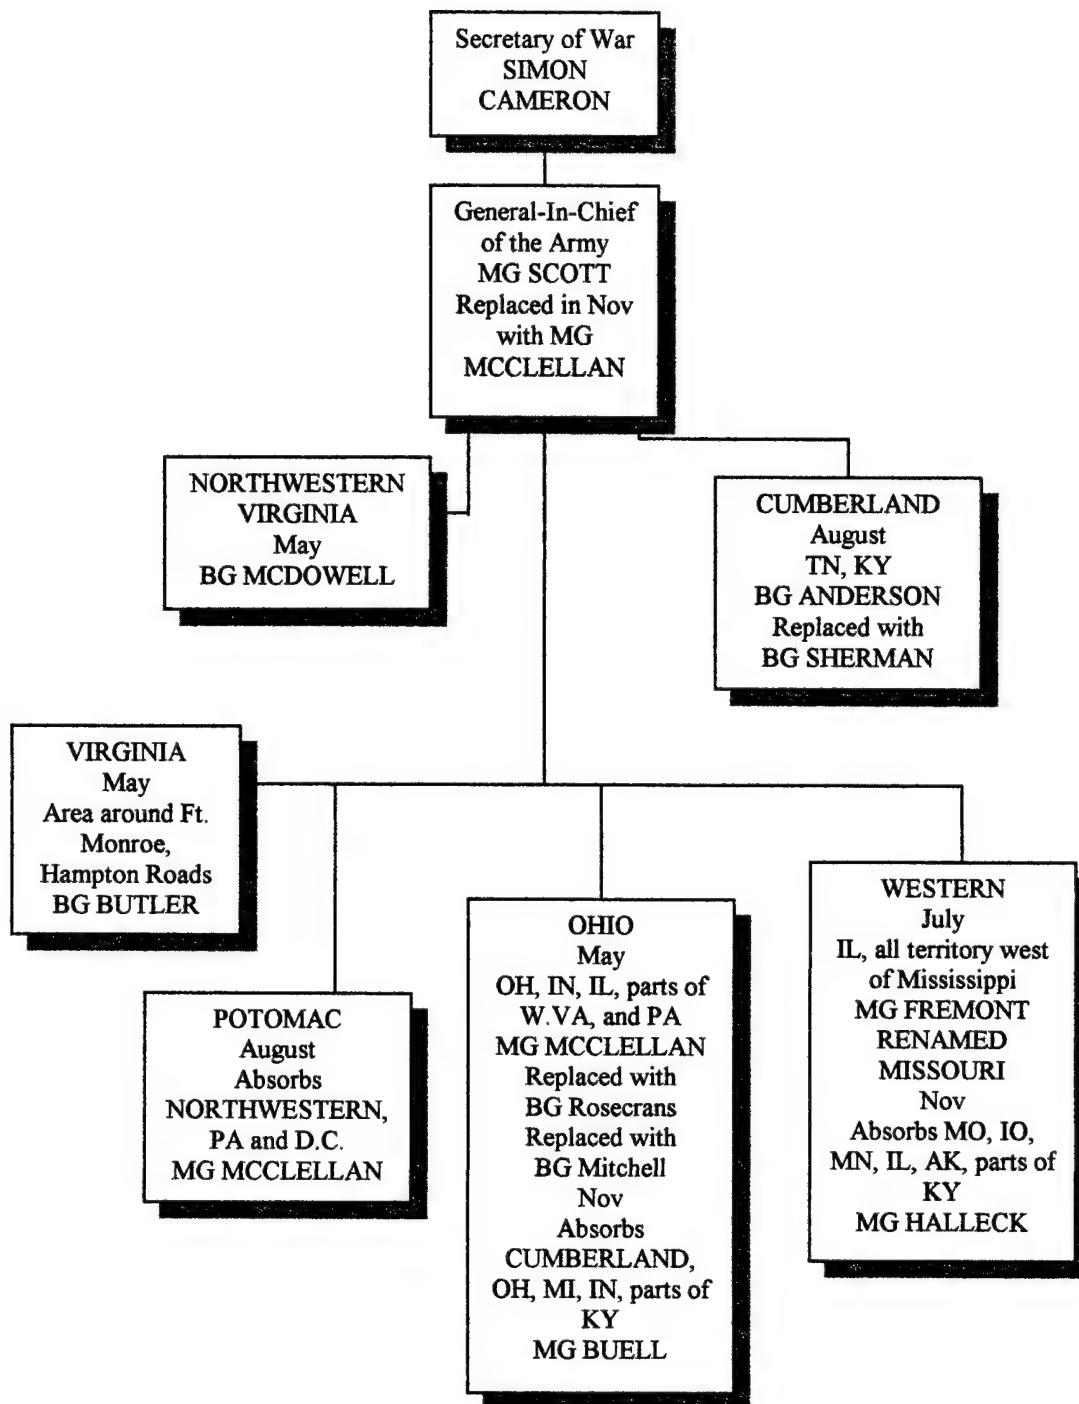 Secretary of War
SIMON
CAMERON
General-In-Chief
of the Army
MG SCOTT
Replaced in Nov
with MG
MCCLELLAN
NORTHWESTERN
VIRGINIA
May
BG MCDOWELL
CUMBERLAND
August
TN, KY
BG ANDERSON
Replaced with
BG SHERMAN
VIRGINIA
May
Area around Ft.
Monroe,
Hampton Roads
BG BUTLER
POTOMAC
August
Absorbs
NORTHWESTERN,
PA and D.C.
MG MCCLELLAN
OHIO
May
OH, IN, IL, parts of
W.VA, and PA
MG MCCLELLAN
Replaced with
BG Rosecrans
Replaced with
BG Mitchell
Nov
Absorbs
CUMBERLAND,
OH, MI, IN, parts of
KY
MG BUELL
WESTERN
July
IL, all territory west
of Mississippi
MG FREMONT
RENAMED
MISSOURI
Nov
Absorbs MO, IO,
MN, IL, AK, parts of
KY
MG HALLECK